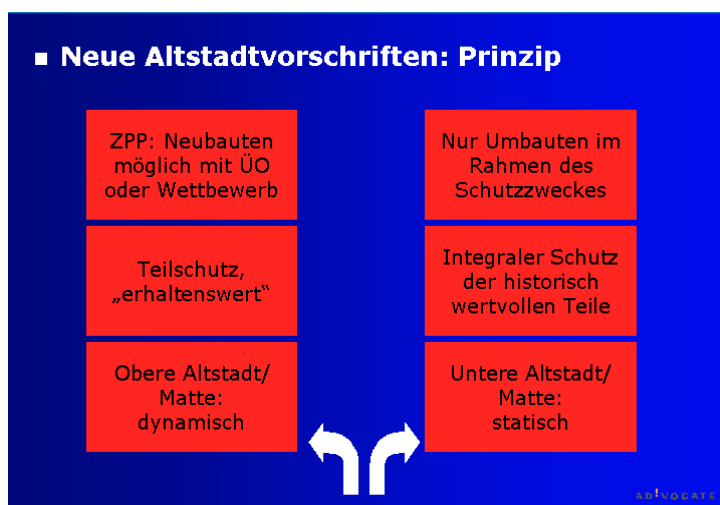 Neue Altstadtvorschriften: Prinzip
ZPP: Neubauten
möglich mit ÜO
oder Wettbewerb
Nur Umbauten im
Rahmen des
Schutzzweckes
Teilschutz,
„erhaltenswert“
Integraler Schutz
der historisch
wertvollen Teile
Obere Altstadt/
Matte:
dynamisch
Untere Altstadt/
Matte:
statisch
AD!VOCATE